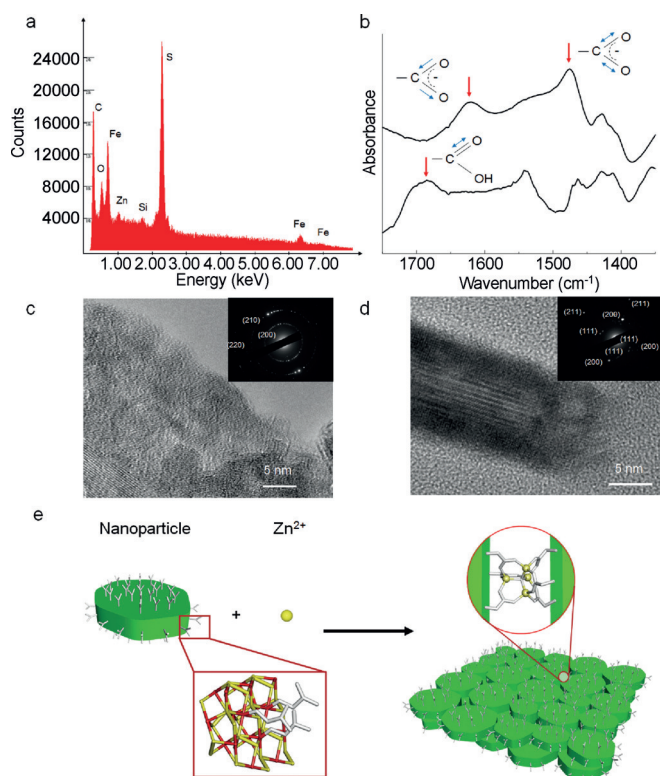 a
24000
20000
16000
12000
8000
4000
Counts
C
O
Fe
Zn
Si
S
Fe
Fe
1.00 2.00 3.00 4.00 5.00 6.00 7.00
Energy (keV)
b
Absorbance
C
O
-
O
C
O
-
O
C
O
OH
1700
1600
1500
1400
Wavenumber (cm-1)
c
(210)
(200)
(220)
5 nm
d
(211)
(211)
(200)
(111)
(111)
(200)
(200)
5 nm
e
Nanoparticle
Zn2+
+